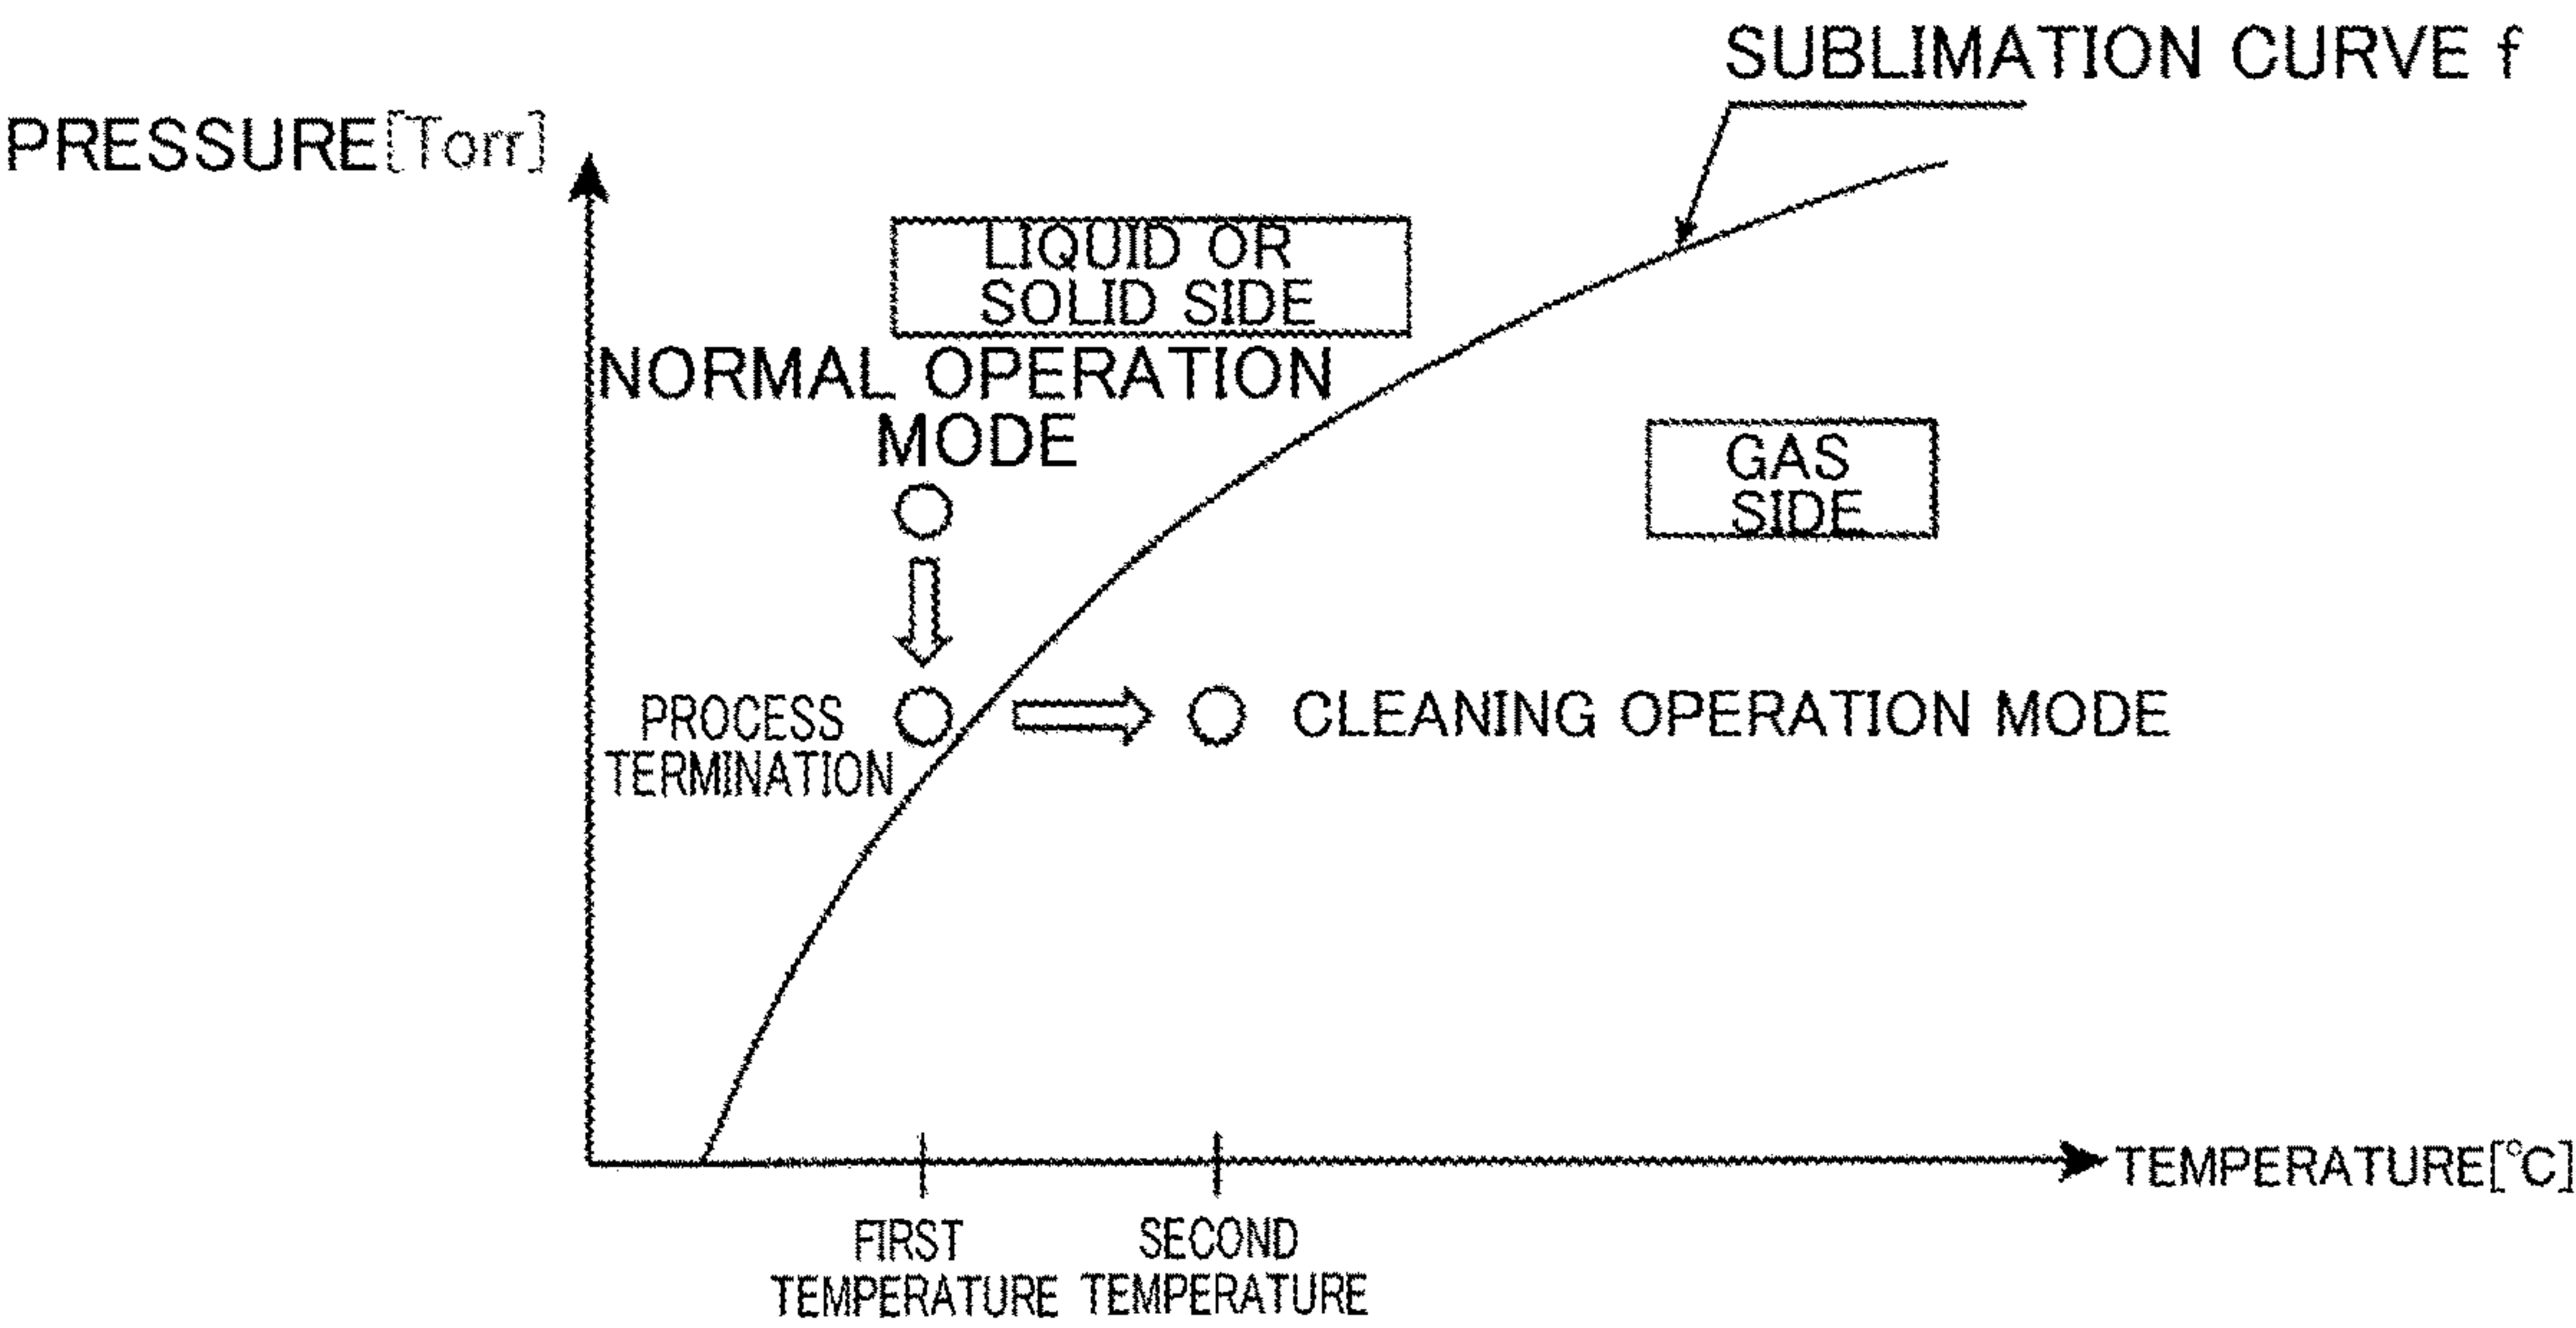 SUBLIMATION CURVE f
PRESSURE[Torr]
LIQUID OR
SOLID SIDE
NORMAL OPERATION
MODE
GAS
SIDE
PROCESS
TERMINATION
CLEANING OPERATION MODE
TEMPERATURE[℃]
FIRST
TEMPERATURE
SECOND
TEMPERATURE